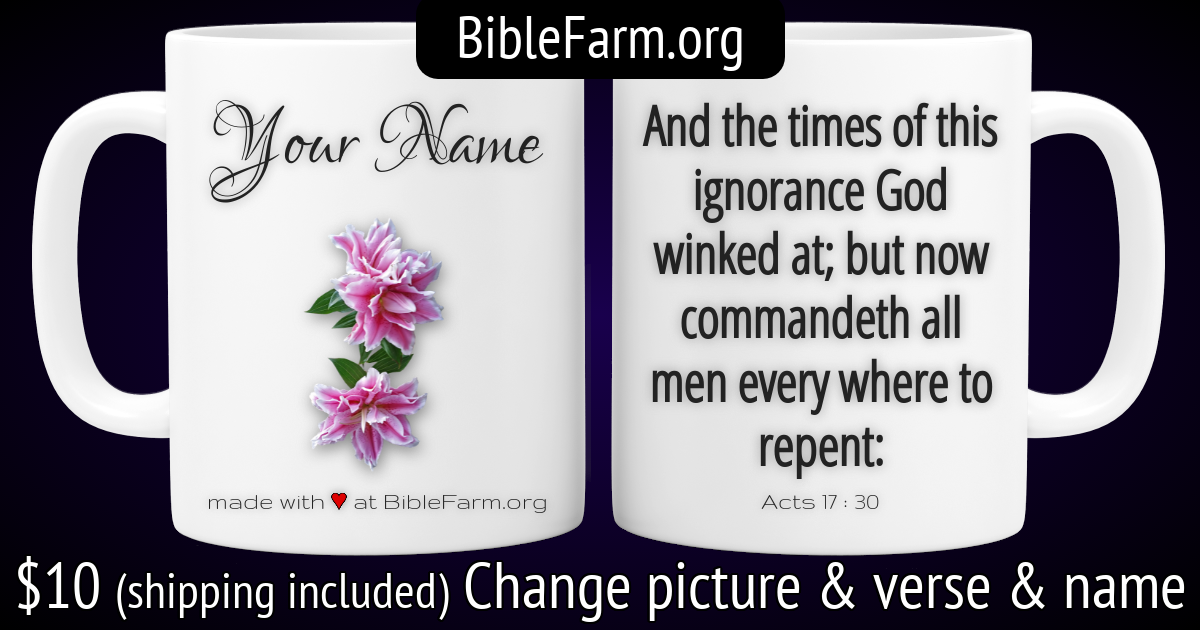 BibleFarm.org
Your Name
made with ♥ at BibleFarm.org
And the times of this
ignorance God
winked at; but now
commandeth all
men every where to
repent:
Acts 17 : 30
$10 (shipping included) Change picture & verse & name